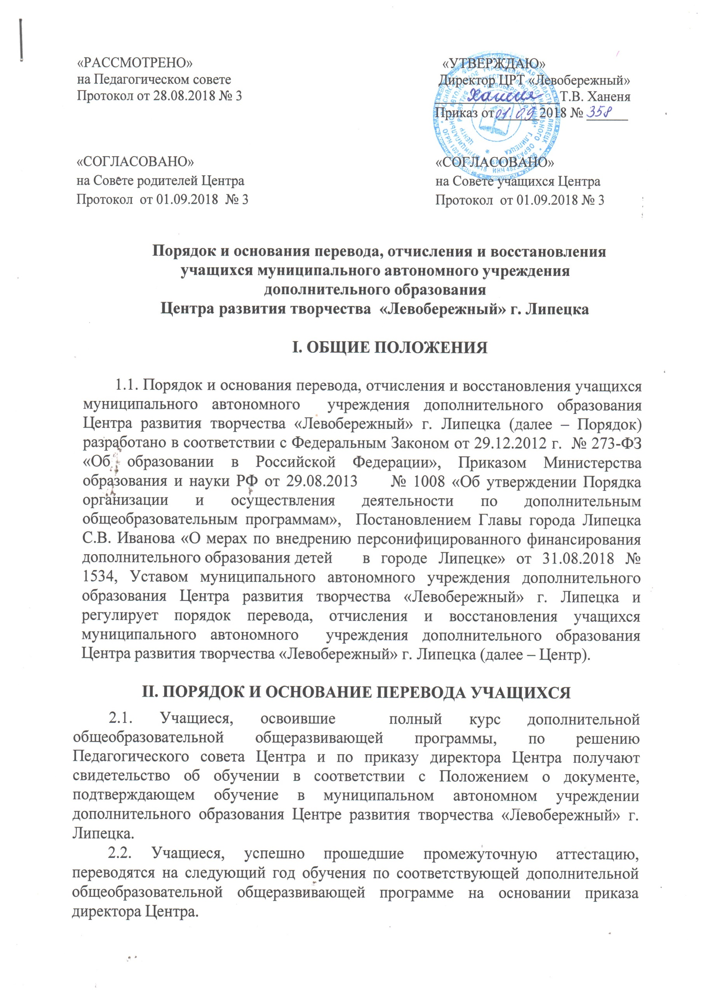 «РАССМОТРЕНО»
на Педагогическом совете
Протокол от 28.08.2018 № 3
«УТВЕРЖДАЮ»
Директор ЦРТ «Левобережный»
Ханеня Т.В. Ханеня
Приказ от 01.09 2018 № 358
«СОГЛАСОВАНО»
на Совете родителей Центра
Протокол от 01.09.2018 № 3
«СОГЛАСОВАНО»
на Совете учащихся Центра
Протокол от 01.09.2018 № 3
Порядок и основания перевода, отчисления и восстановления
учащихся муниципального автономного учреждения
дополнительного образования
Центра развития творчества «Левобережный» г. Липецка
I. ОБЩИЕ ПОЛОЖЕНИЯ
1.1. Порядок и основания перевода, отчисления и восстановления учащихся
муниципального автономного учреждения дополнительного образования
Центра развития творчества «Левобережный» г. Липецка (далее – Порядок)
разработано в соответствии с Федеральным Законом от 29.12.2012 г. № 273-ФЗ
«Об образовании в Российской Федерации», Приказом Министерства
образования и науки РФ от 29.08.2013 № 1008 «Об утверждении Порядка
организации и осуществления деятельности по дополнительным
общеобразовательным программам», Постановлением Главы города Липецка
С.В. Иванова «О мерах по внедрению персонифицированного финансирования
дополнительного образования детей в городе Липецке» от 31.08.2018 №
1534, Уставом муниципального автономного учреждения дополнительного
образования Центра развития творчества «Левобережный» г. Липецка и
регулирует порядок перевода, отчисления и восстановления учащихся
муниципального автономного учреждения дополнительного образования
Центра развития творчества «Левобережный» г. Липецка (далее – Центр).
II. ПОРЯДОК И ОСНОВАНИЕ ПЕРЕВОДА УЧАЩИХСЯ
2.1. Учащиеся, освоившие полный курс дополнительной
общеобразовательной общеразвивающей программы, по решению
Педагогического совета Центра и по приказу директора Центра получают
свидетельство об обучении в соответствии с Положением о документе,
подтверждающем обучение в муниципальном автономном учреждении
дополнительного образования Центре развития творчества «Левобережный» г.
Липецка.
2.2. Учащиеся, успешно прошедшие промежуточную аттестацию,
переводятся на следующий год обучения по соответствующей дополнительной
общеобразовательной общеразвивающей программе на основании приказа
директора Центра.